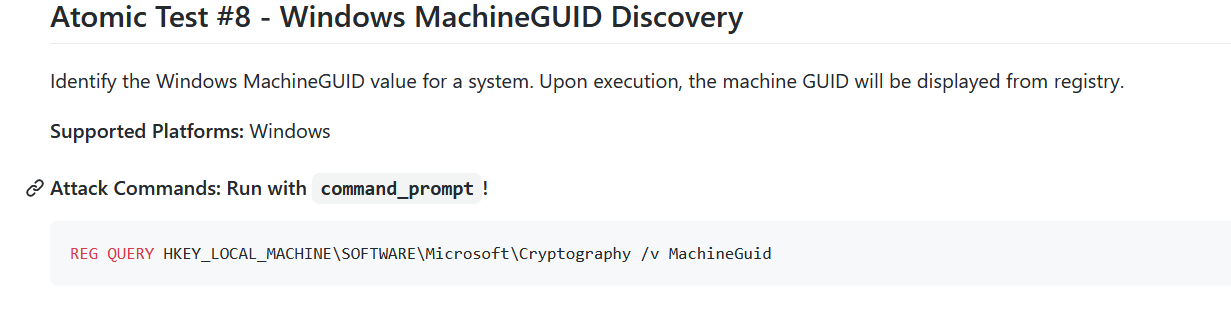 Atomic Test #8 - Windows MachineGUID Discovery
Identify the Windows MachineGUID value for a system. Upon execution, the machine GUID will be displayed from registry.
Supported Platforms: Windows
Attack Commands: Run with command_prompt!
REG QUERY HKEY_LOCAL_MACHINE\SOFTWARE\Microsoft\Cryptography /v MachineGuid